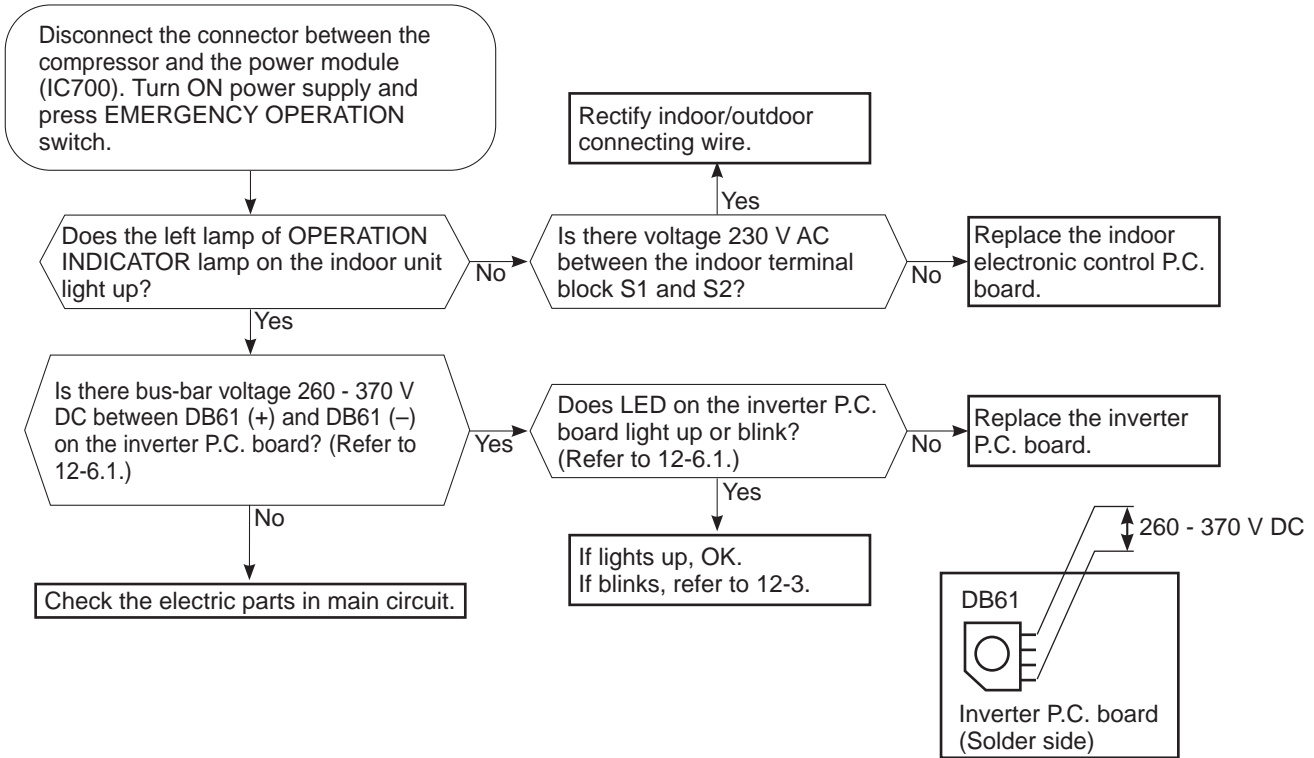 Disconnect the connector between the
compressor and the power module
(IC700). Turn ON power supply and
press EMERGENCY OPERATION
switch.
Rectify indoor/outdoor
connecting wire.
Yes
Does the left lamp of OPERATION
INDICATOR lamp on the indoor unit
light up?
No
Is there voltage 230 V AC
between the indoor terminal
block S1 and S2?
No
Replace the indoor
electronic control P.C.
board.
Yes
Is there bus-bar voltage 260 - 370 V
DC between DB61 (+) and DB61 (–)
on the inverter P.C. board? (Refer to
12-6.1.)
Yes
Does LED on the inverter P.C.
board light up or blink?
(Refer to 12-6.1.)
No
Replace the inverter
P.C. board.
No
Yes
Check the electric parts in main circuit.
If lights up, OK.
If blinks, refer to 12-3.
260 - 370 V DC
DB61
Inverter P.C. board
(Solder side)